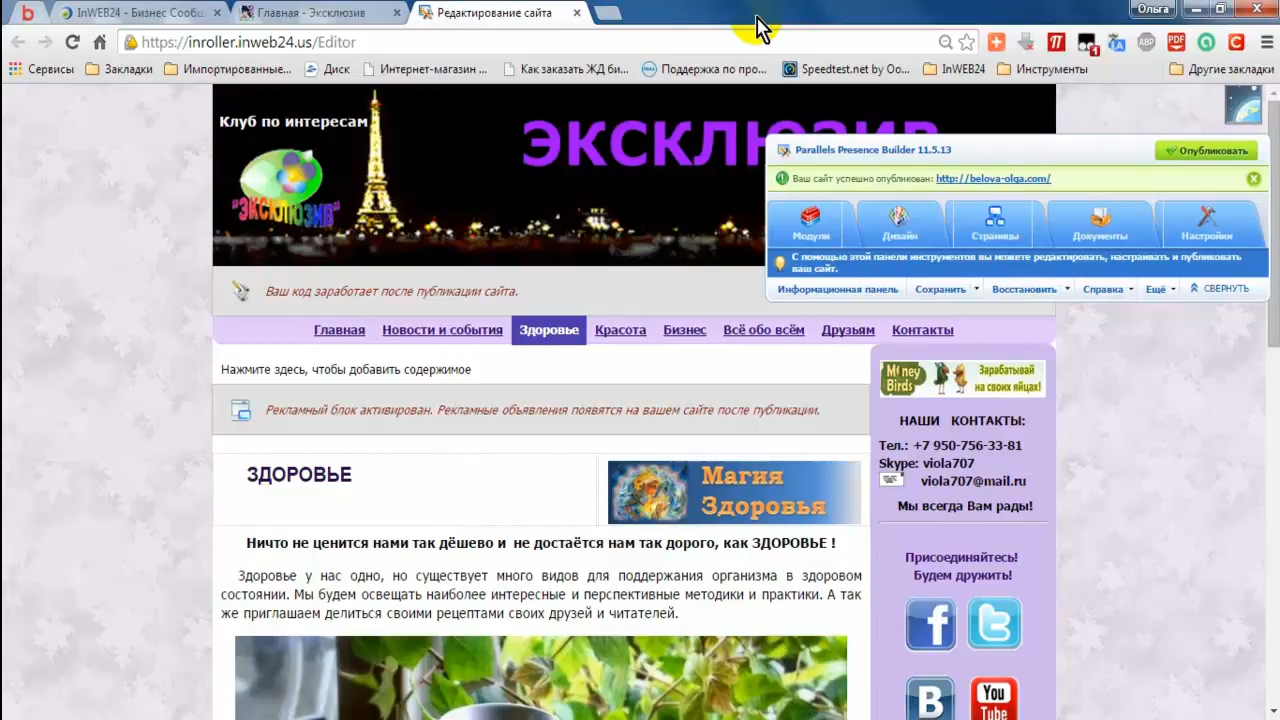 InWEB24 - Бизнес Сообщ
Главная - Эксклюзив
Редактирование сайта
Ольга
https://inroller.inweb24.us/Editor
Сервисы
Закладки
Импортированные...
Диск
Интернет-магазин ...
Как заказать ЖД би...
Поддержка по про...
Speedtest.net by Oo...
InWEB24
Инструменты
Другие закладки
Клуб по интересам
"ЭКСКЛЮЗИВ"
ЭКСКЛЮЗИВ
Parallels Presence Builder 11.5.13
Опубликовать
Ваш сайт успешно опубликован: http://belova-olga.com/
Модули
Дизайн
Страницы
Документы
Настройки
С помощью этой панели инструментов вы можете редактировать, настраивать и публиковать
ваш сайт.
Информационная панель
Сохранить
Восстановить
Справка
Ещё
СВЕРНУТЬ
Ваш код заработает после публикации сайта.
Главная
Новости и события
Здоровье
Красота
Бизнес
Всё обо всём
Друзьям
Контакты
Нажмите здесь, чтобы добавить содержимое
Рекламный блок активирован. Рекламные объявления появятся на вашем сайте после публикации.
ЗДОРОВЬЕ
Магия
Здоровья
Ничто не ценится нами так дёшево и не достаётся нам так дорого, как ЗДОРОВЬЕ !
Здоровье у нас одно, но существует много видов для поддержания организма в здоровом
состоянии. Мы будем освещать наиболее интересные и перспективные методики и практики. А так
же приглашаем делиться своими рецептами своих друзей и читателей.
Money
Birds
Зарабатывай
на своих яйцах!
НАШИ КОНТАКТЫ:
Тел.: +7 950-756-33-81
Skype: viola707
viola707@mail.ru
Мы всегда Вам рады!
Присоединяйтесь!
Будем дружить!
You
Tube